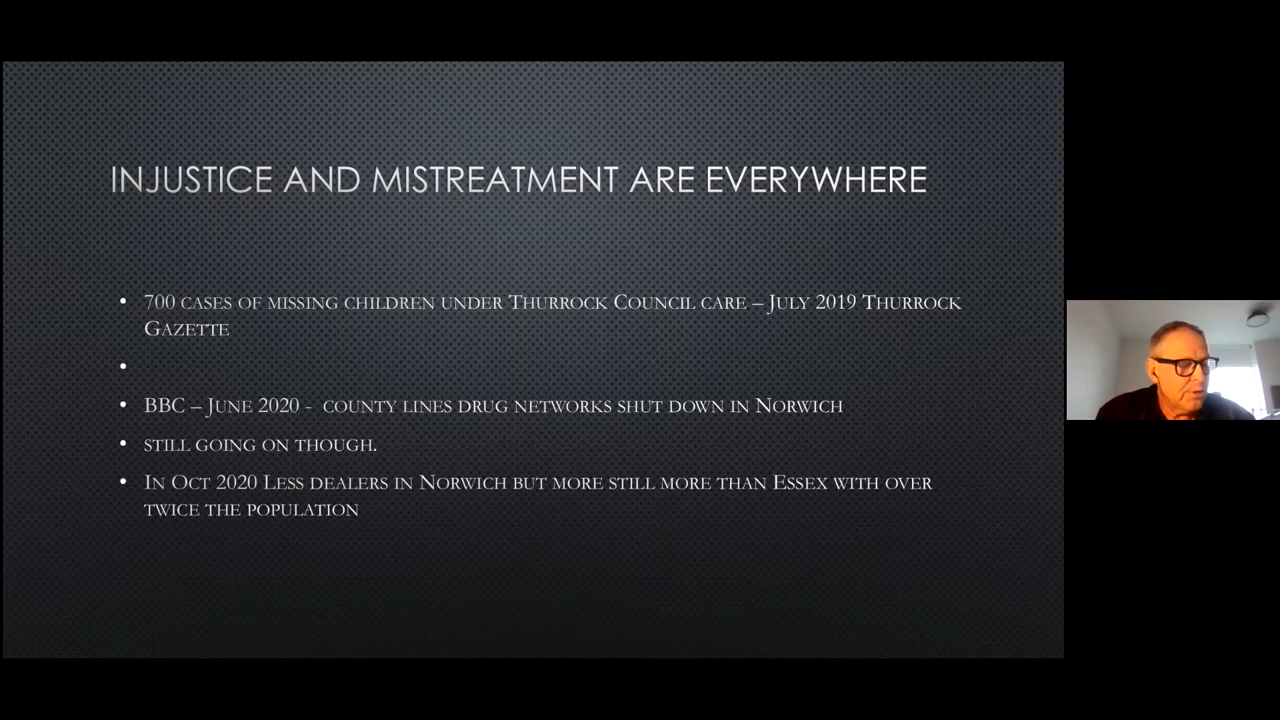 INJUSTICE AND MISTREATMENT ARE EVERYWHERE
• 700 CASES OF MISSING CHILDREN UNDER THURROCK COUNCIL CARE – JULY 2019 THURROCK
GAZETTE
•
• BBC – JUNE 2020 - COUNTY LINES DRUG NETWORKS SHUT DOWN IN NORWICH
• STILL GOING ON THOUGH.
• IN OCT 2020 LESS DEALERS IN NORWICH BUT MORE STILL MORE THAN ESSEX WITH OVER
TWICE THE POPULATION